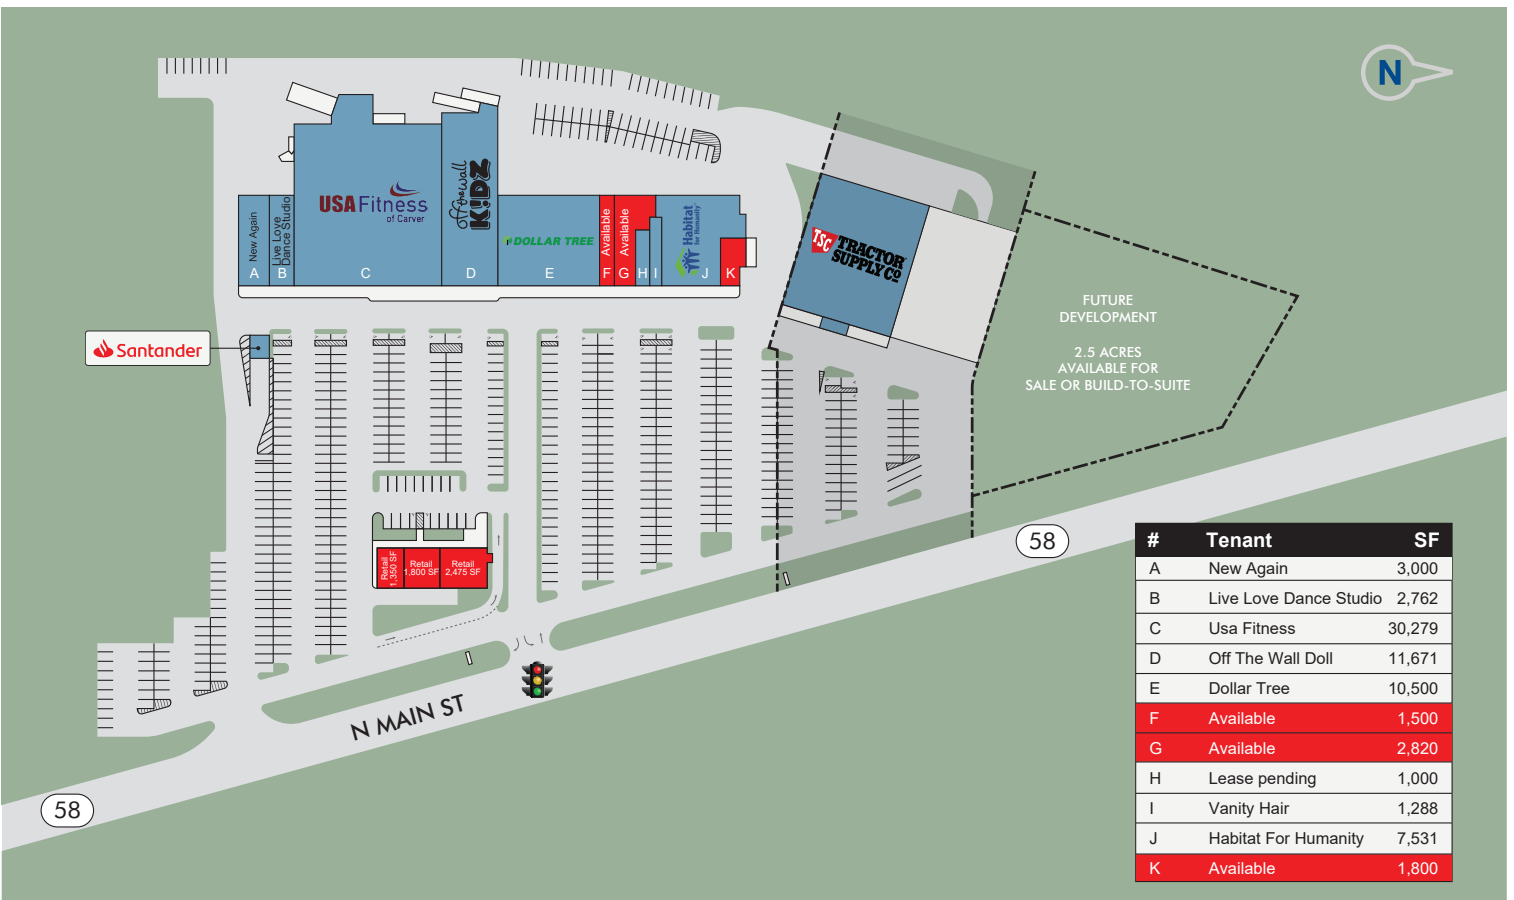 N
USA Fitness
of Carver
off the wall
KiDZ
New Again
Live Love
Dance Studio
DOLLAR TREE
Available
Available
Habitat
for Humanity
A
B
C
D
E
F
G
H
I
J
K
TSC
TRACTOR
SUPPLY CO
FUTURE
DEVELOPMENT
2.5 ACRES
AVAILABLE FOR
SALE OR BUILD-TO-SUITE
Santander
Retail
1,350 SF
Retail
1,800 SF
Retail
2,475 SF
58
N MAIN ST
58
# Tenant SF
A New Again 3,000
B Live Love Dance Studio 2,762
C Usa Fitness 30,279
D Off The Wall Doll 11,671
E Dollar Tree 10,500
F Available 1,500
G Available 2,820
H Lease pending 1,000
I Vanity Hair 1,288
J Habitat For Humanity 7,531
K Available 1,800